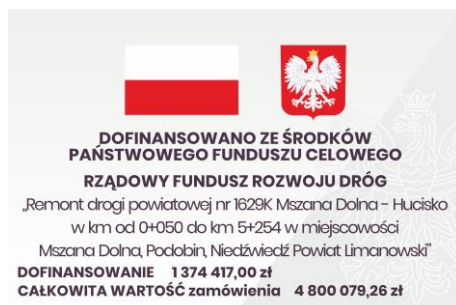 DOFINANSOWANO ZE ŚRODKÓW
PAŃSTWOWEGO FUNDUSZU CELOWEGO
RZĄDOWY FUNDUSZ ROZWOJU DRÓG
„Remont drogi powiatowej nr 1629K Mszana Dolna - Hucisko
w km od 0+050 do km 5+254 w miejscowości
Mszana Dolna, Podobin, Niedźwiedź Powiat Limanowski”
DOFINANSOWANIE 1 374 417,00 zł
CAŁKOWITA WARTOŚĆ zamówienia 4 800 079,26 zł